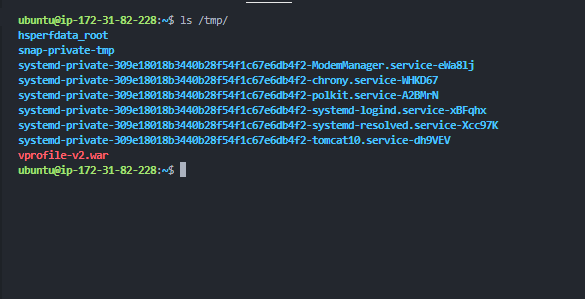 ubuntu@ip-172-31-82-228:~$ ls /tmp/
hsperfdata_root
snap-private-tmp
systemd-private-309e18018b3440b28f54f1c67e6db4f2-ModemManager.service-eWa8lj
systemd-private-309e18018b3440b28f54f1c67e6db4f2-chrony.service-WHKD67
systemd-private-309e18018b3440b28f54f1c67e6db4f2-polkit.service-A2BMrN
systemd-private-309e18018b3440b28f54f1c67e6db4f2-systemd-logind.service-xBFqhx
systemd-private-309e18018b3440b28f54f1c67e6db4f2-systemd-resolved.service-Xcc97K
systemd-private-309e18018b3440b28f54f1c67e6db4f2-tomcat10.service-dh9VEV
vprofile-v2.war
ubuntu@ip-172-31-82-228:~$